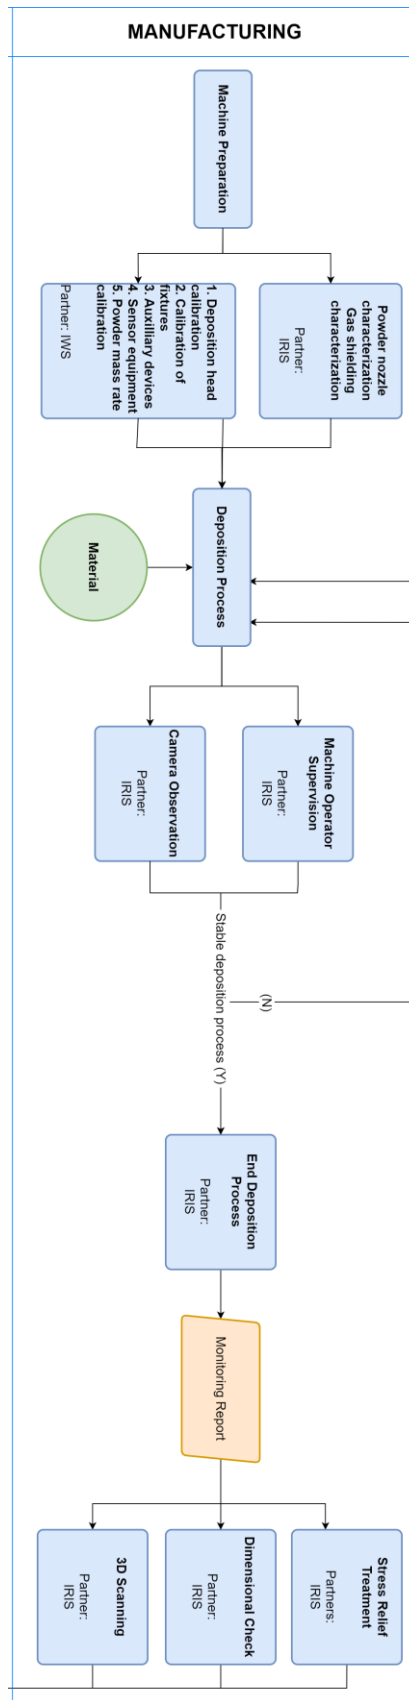 MANUFACTURING
Machine Preparation
1. Deposition head
calibration
2. Calibration of
fixtures
3. Auxilliary devices
4. Sensor equipment
5. Powder mass rate
calibration
Partner: IWS
Powder nozzle
characterization
Gas shielding
characterization
Partner:
IRIS
Deposition Process
Material
Camera Observation
Partner:
IRIS
Machine Operator
Supervision
Partner:
IRIS
Stable deposition process (Y)
(N)
End Deposition
Process
Partner:
IRIS
Monitoring Report
3D Scanning
Partner:
IRIS
Dimensional Check
Partner:
IRIS
Stress Relief
Treatment
Partners:
IRIS